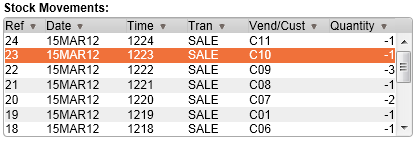 Stock Movements:
Ref Date Time Tran Vend/Cust Quantity
24 15MAR12 1224 SALE C11 -1
23 15MAR12 1223 SALE C10 -1
22 15MAR12 1222 SALE C09 -3
21 15MAR12 1221 SALE C08 -1
20 15MAR12 1220 SALE C07 -2
19 15MAR12 1219 SALE C01 -1
18 15MAR12 1218 SALE C06 -1